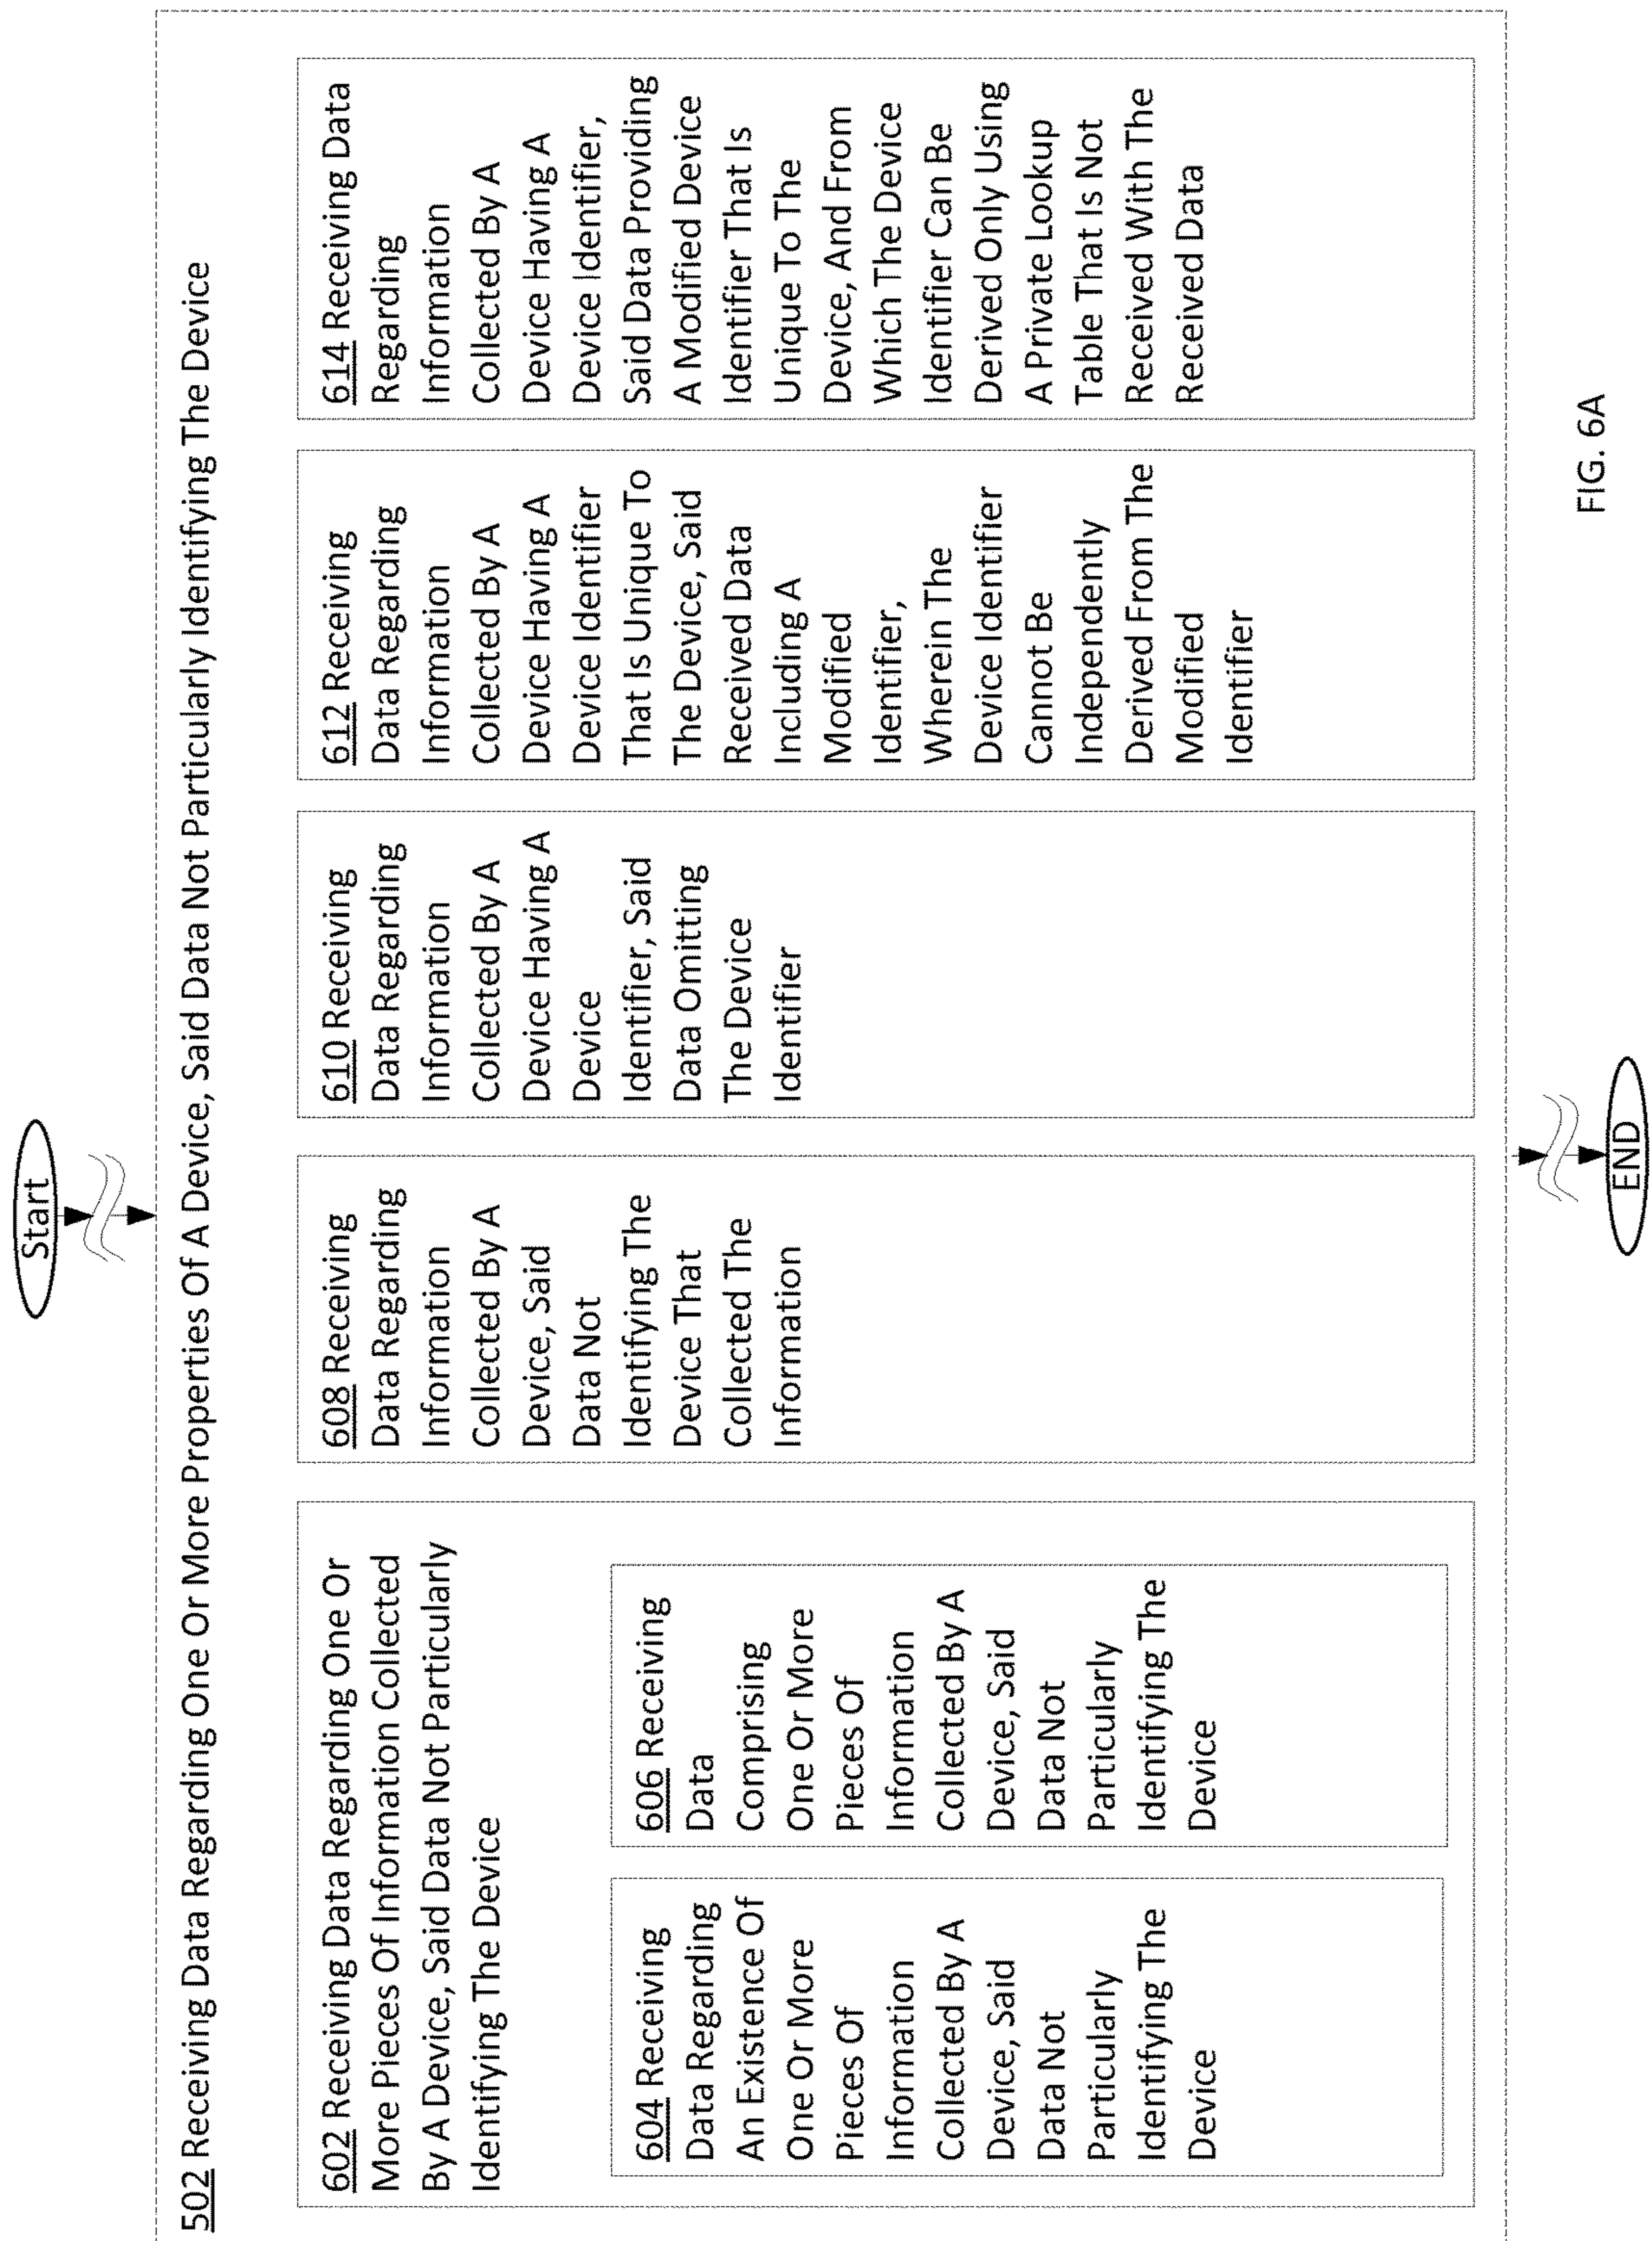 Start
502 Receiving Data Regarding One Or More Properties Of A Device, Said Data Not Particularly Identifying The Device
602 Receiving Data Regarding One Or
More Pieces Of Information Collected
By A Device, Said Data Not Particularly
Identifying The Device
604 Receiving
Data Regarding
An Existence Of
One Or More
Pieces Of
Information
Collected By A
Device, Said
Data Not
Particularly
Identifying The
Device
606 Receiving
Data
Comprising
One Or More
Pieces Of
Information
Collected By A
Device, Said
Data Not
Particularly
Identifying The
Device
608 Receiving
Data Regarding
Information
Collected By A
Device, Said
Data Not
Identifying The
Device That
Collected The
Information
610 Receiving
Data Regarding
Information
Collected By A
Device Having A
Device
Identifier, Said
Data Omitting
The Device
Identifier
612 Receiving
Data Regarding
Information
Collected By A
Device Having A
Device Identifier
That Is Unique To
The Device, Said
Received Data
Including A
Modified
Identifier,
Wherein The
Device Identifier
Cannot Be
Independently
Derived From The
Modified
Identifier
614 Receiving Data
Regarding
Information
Collected By A
Device Having A
Device Identifier,
Said Data Providing
A Modified Device
Identifier That Is
Unique To The
Device, And From
Which The Device
Identifier Can Be
Derived Only Using
A Private Lookup
Table That Is Not
Received With The
Received Data
END
FIG. 6A